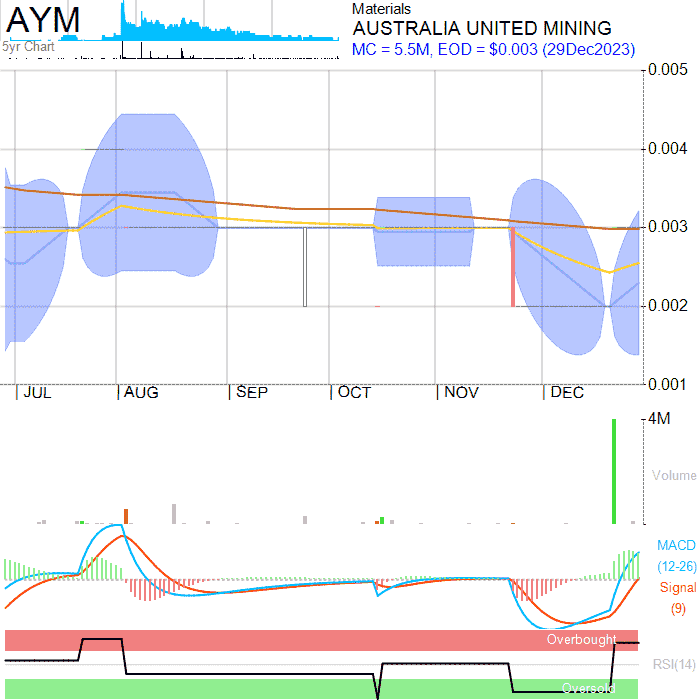 AYM
5yr Chart
Materials
AUSTRALIA UNITED MINING
MC = 5.5M, EOD = $0.003 (29Dec2023)
0.005
0.004
0.003
0.002
0.001
JUL
AUG
SEP
OCT
NOV
DEC
4M
Volume
MACD
(12-26)
Signal
(9)
Overbought
RSI(14)
Oversold